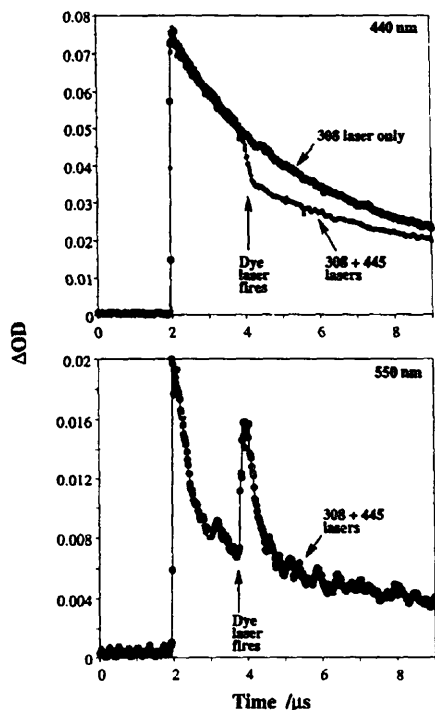 0.08
440 nm
0.07
0.06
308 laser only
0.05
0.04
0.03
Dye
laser
fires
308 + 445
lasers
0.02
0.01
0
0 2 4 6 8
ΔOD
0.02
550 nm
0.016
0.012
308 + 445
lasers
0.008
0.004
Dye
laser
fires
0
0 2 4 6 8
Time /μs